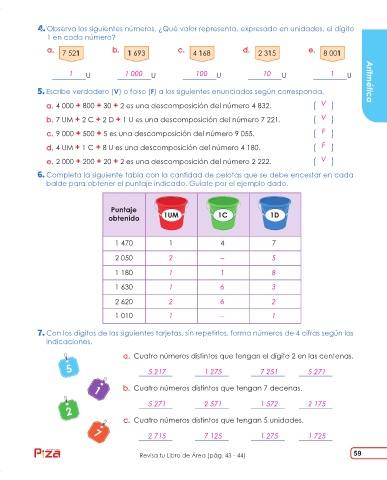 4. Observa los siguientes números. ¿Qué valor representa, expresado en unidades, el dígito
1 en cada número?
a. 7 521 b. 1 693 c. 4 168 d. 2 315 e. 8 001
1 U 1 000 U 100 U 10 U 1 U
Aritmética
5. Escribe verdadero (V) o falso (F) a los siguientes enunciados según corresponda.
a. 4 000 + 800 + 30 + 2 es una descomposición del número 4 832. ( V )
b. 7 UM + 2 C + 2 D + 1 U es una descomposición del número 7 221. ( V )
c. 9 000 + 500 + 5 es una descomposición del número 9 055. ( F )
d. 4 UM + 1 C + 8 U es una descomposición del número 4 180. ( F )
e. 2 000 + 200 + 20 + 2 es una descomposición del número 2 222. ( V )
6. Completa la siguiente tabla con la cantidad de pelotas que se debe encestar en cada
balde para obtener el puntaje indicado. Guíate por el ejemplo dado.
Puntaje
obtenido 1UM 1C 1D
1 470 1 4 7
2 050 2 – 5
1 180 1 1 8
1 630 1 6 3
2 620 2 6 2
1 010 1 – 1
7. Con los dígitos de las siguientes tarjetas, sin repetirlos, forma números de 4 cifras según las
indicaciones.
5
1
2
7
a. Cuatro números distintos que tengan el dígito 2 en las centenas.
5 217 1 275 7 251 5 271
b. Cuatro números distintos que tengan 7 decenas.
5 271 2 571 1 572 2 175
c. Cuatro números distintos que tengan 5 unidades.
2 715 7 125 1 275 1 725
Revisa tu Libro de Área (pág. 43 - 44)
59